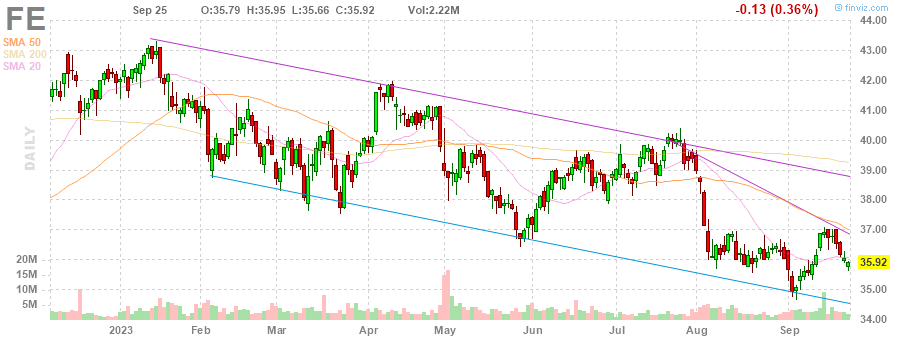 FE
Sep 25 O:35.79 H:35.95 L:35.66 C:35.92 Vol:2.22M
-0.13 (0.36%)
© finviz.com
SMA 50
SMA 200
SMA 20
DAILY
44.00
43.00
42.00
41.00
40.00
39.00
38.00
37.00
35.92
35.00
34.00
20M
15M
10M
5M
2023 Feb Mar Apr May Jun Jul Aug Sep